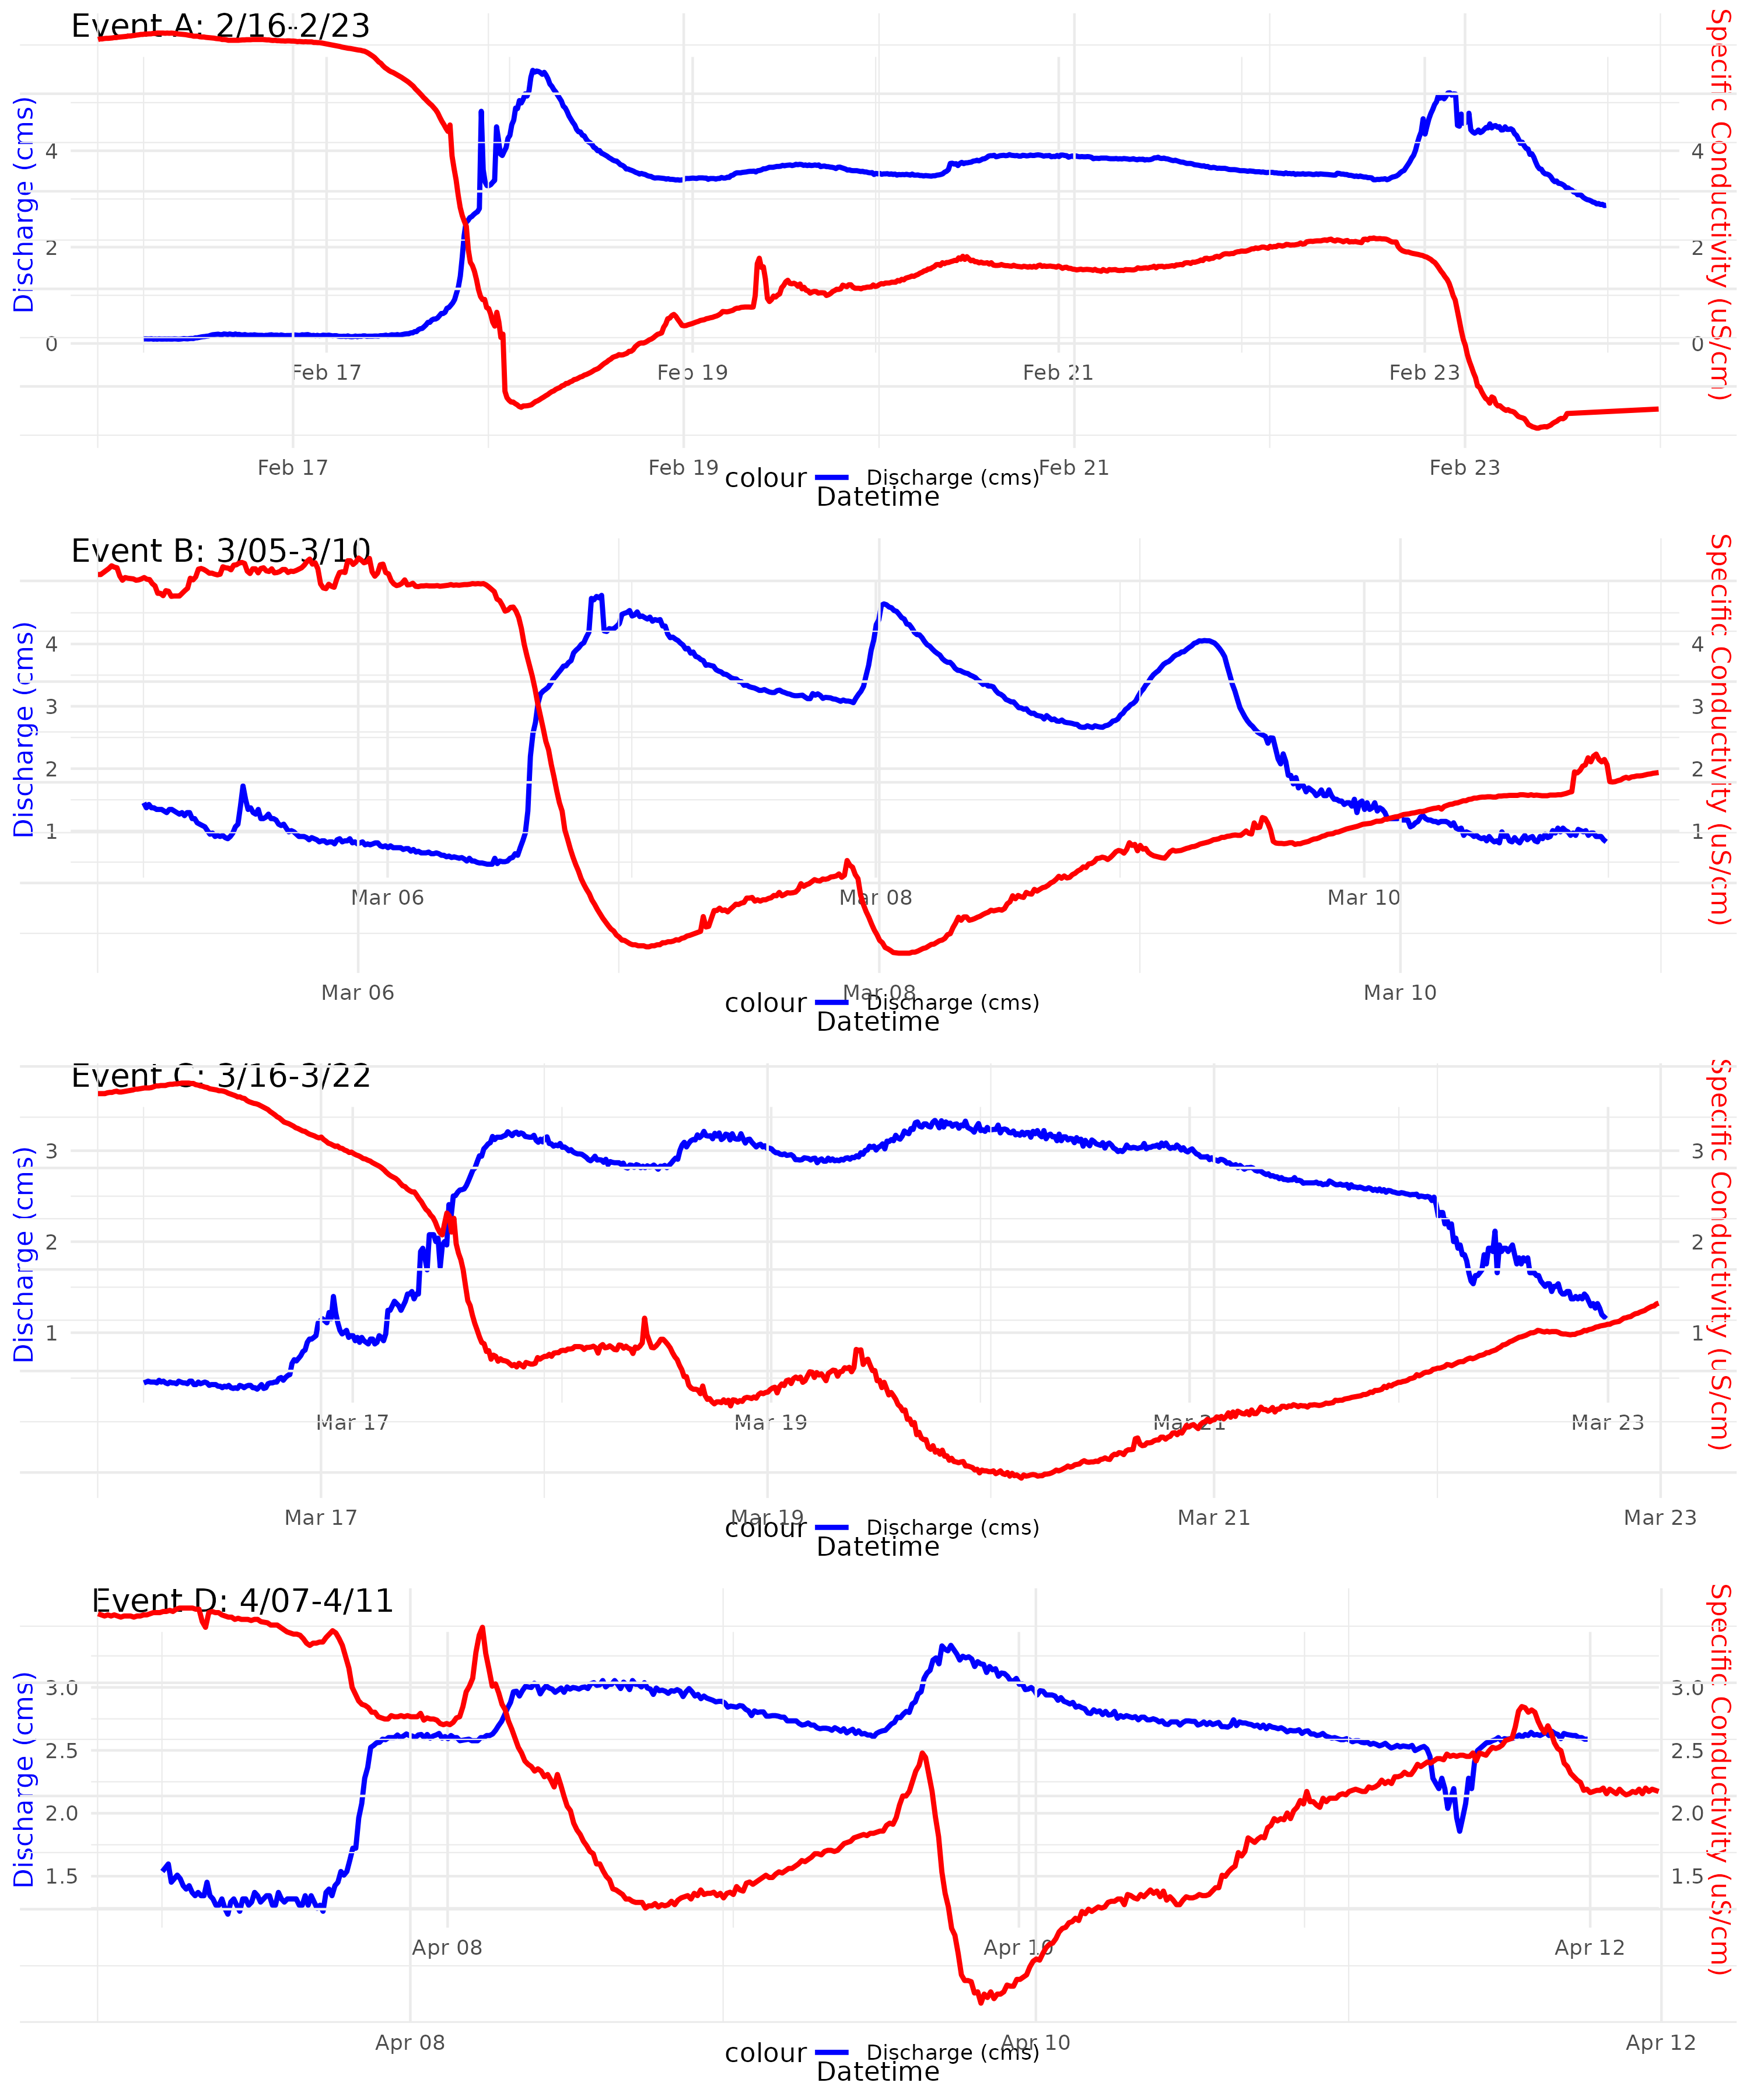 Event A: 2/16-2/23
Discharge (cms)
Specific Conductivity (uS/cm)
4
2
0
4
2
0
Feb 17 Feb 19 Feb 21 Feb 23
Feb 17 Feb 19 Feb 21 Feb 23
colour Discharge (cms)
Datetime
Event B: 3/05-3/10
Discharge (cms)
Specific Conductivity (uS/cm)
4
3
2
1
4
3
2
1
Mar 06 Mar 08 Mar 10
Mar 06 Mar 08 Mar 10
colour Discharge (cms)
Datetime
Event C: 3/16-3/22
Discharge (cms)
Specific Conductivity (uS/cm)
3
2
1
3
2
1
Mar 17 Mar 19 Mar 21 Mar 23
Mar 17 Mar 19 Mar 21 Mar 23
colour Discharge (cms)
Datetime
Event D: 4/07-4/11
Discharge (cms)
Specific Conductivity (uS/cm)
3.0
2.5
2.0
1.5
3.0
2.5
2.0
1.5
Apr 08 Apr 10 Apr 12
Apr 08 Apr 10 Apr 12
colour Discharge (cms)
Datetime